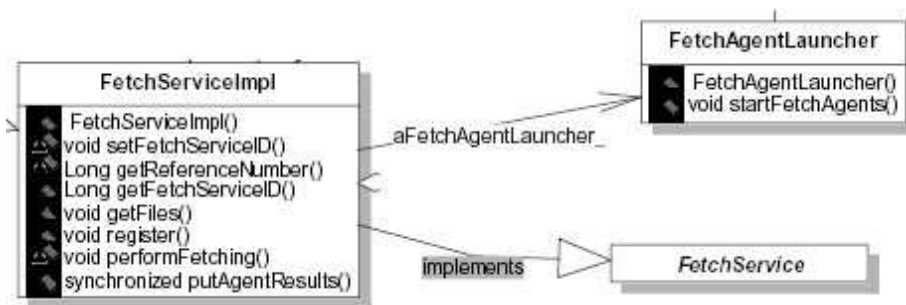 FetchServiceImpl
FetchServiceImpl()
void setFetchServiceID()
Long getReferenceNumber()
Long getFetchServiceID()
void getFiles()
void register()
void performFetching()
synchronized putAgentResults()
aFetchAgentLauncher_
FetchAgentLauncher
FetchAgentLauncher()
void startFetchAgents()
implements
FetchService